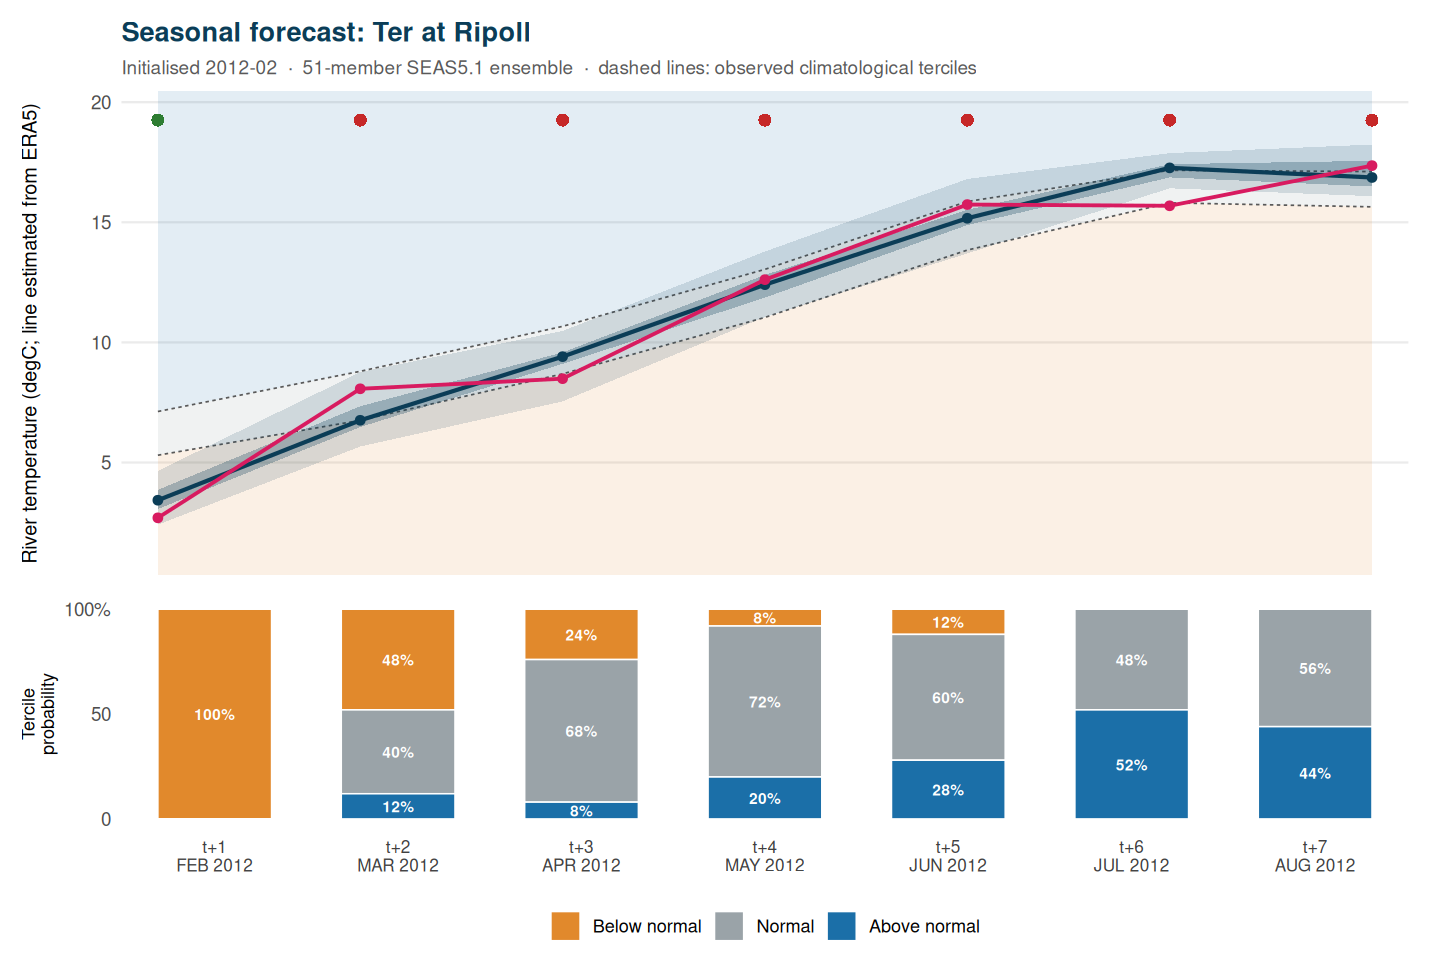 Seasonal forecast: Ter at Ripoll
Initialised 2012-02 · 51-member SEAS5.1 ensemble · dashed lines: observed climatological terciles
River temperature (degC; line estimated from ERA5)
20
15
10
5
Tercile
probability
100%
50
0
100%
48%
40%
12%
24%
68%
8%
8%
72%
20%
12%
60%
28%
48%
52%
56%
44%
t+1
FEB 2012
t+2
MAR 2012
t+3
APR 2012
t+4
MAY 2012
t+5
JUN 2012
t+6
JUL 2012
t+7
AUG 2012
Below normal
Normal
Above normal